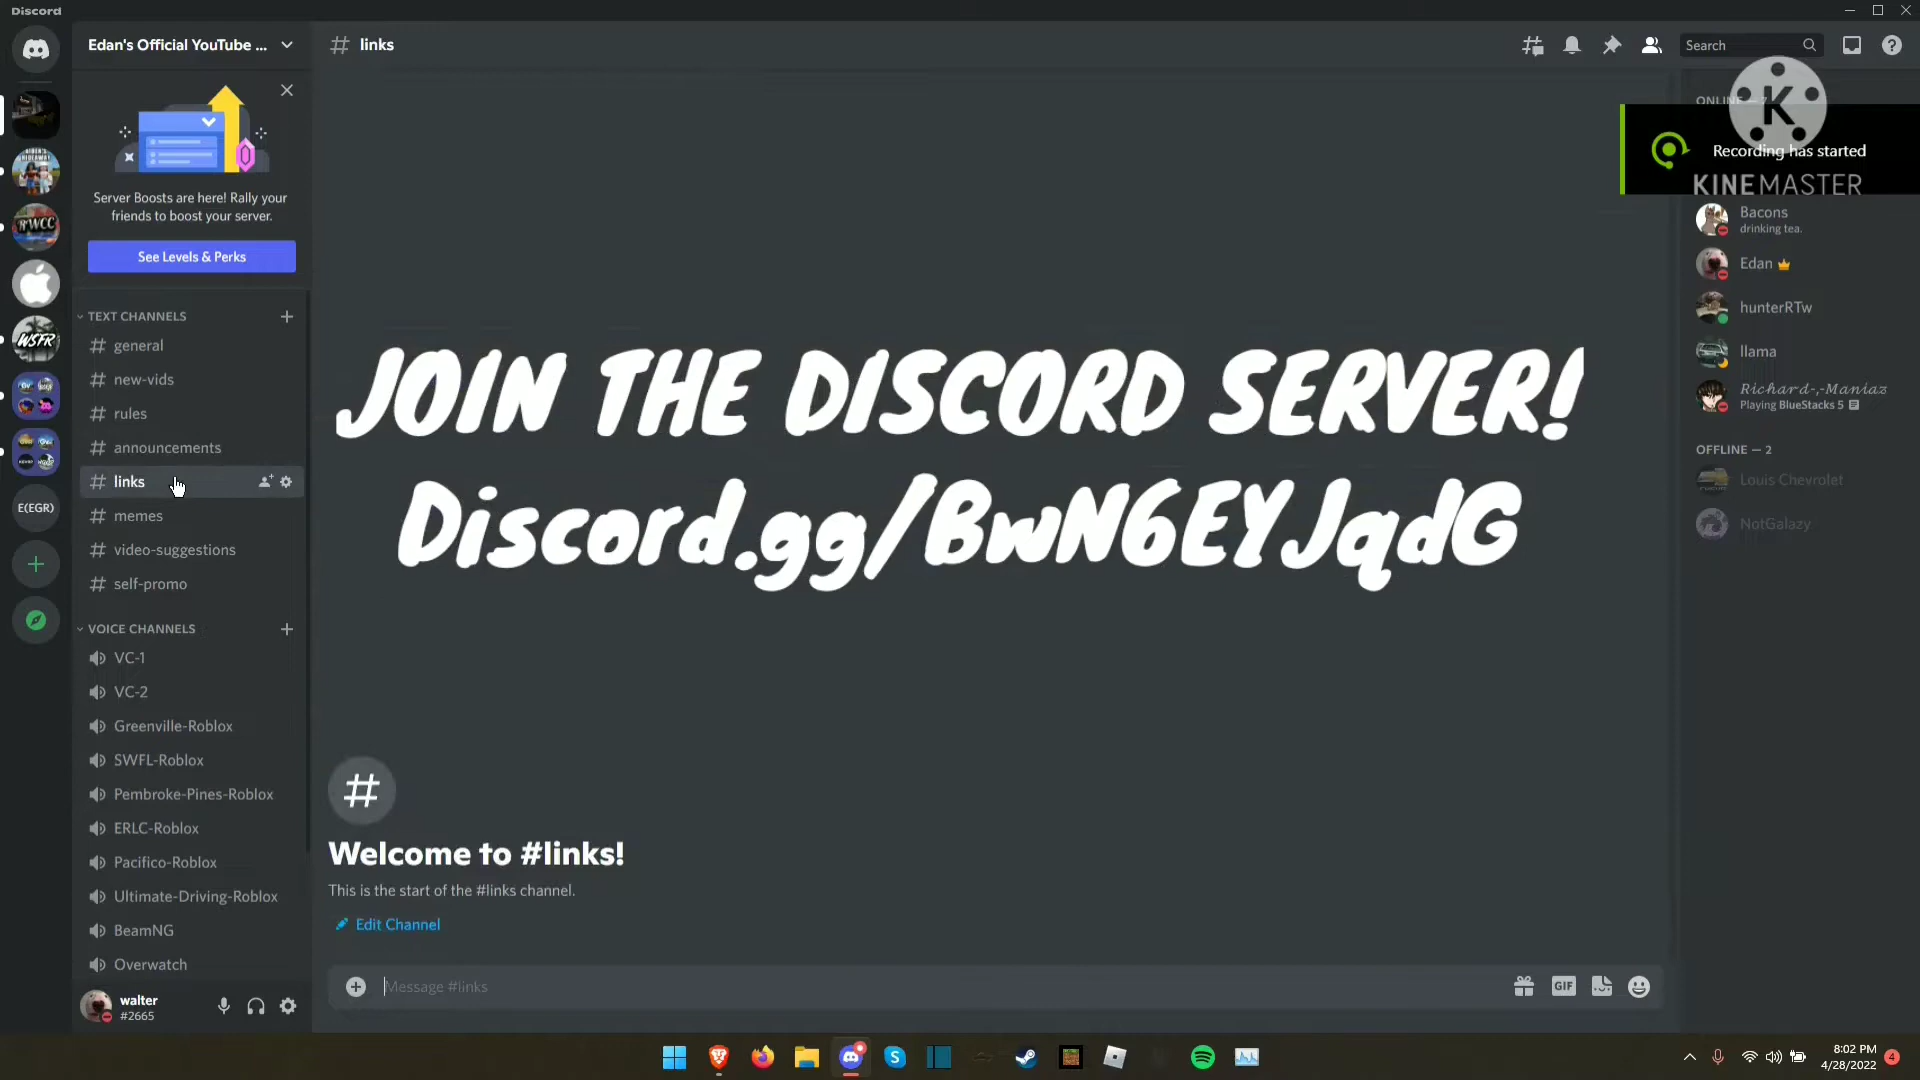 Discord
Edan's Official YouTube ...
links
Search
Server Boosts are here! Rally your
friends to boost your server.
See Levels & Perks
TEXT CHANNELS
general
new-vids
rules
announcements
links
memes
video-suggestions
self-promo
VOICE CHANNELS
VC-1
VC-2
Greenville-Roblox
SWFL-Roblox
Pembroke-Pines-Roblox
ERLC-Roblox
Pacifico-Roblox
Ultimate-Driving-Roblox
BeamNG
Overwatch
walter
#2665
RWCC
WSFR
E(EGR)
JOIN THE DISCORD SERVER!
Discord.gg/BwN6EYJqdG
#
Welcome to #links!
This is the start of the #links channel.
Edit Channel
Message #links
GIF
K
Recording has started
KINEMASTER
Bacons
drinking tea.
Edan
hunterRTw
llama
Richard-,-Maniaz
Playing BlueStacks 5
OFFLINE — 2
Louis Chevrolet
NotGalazy
8:02 PM
4/28/2022
4